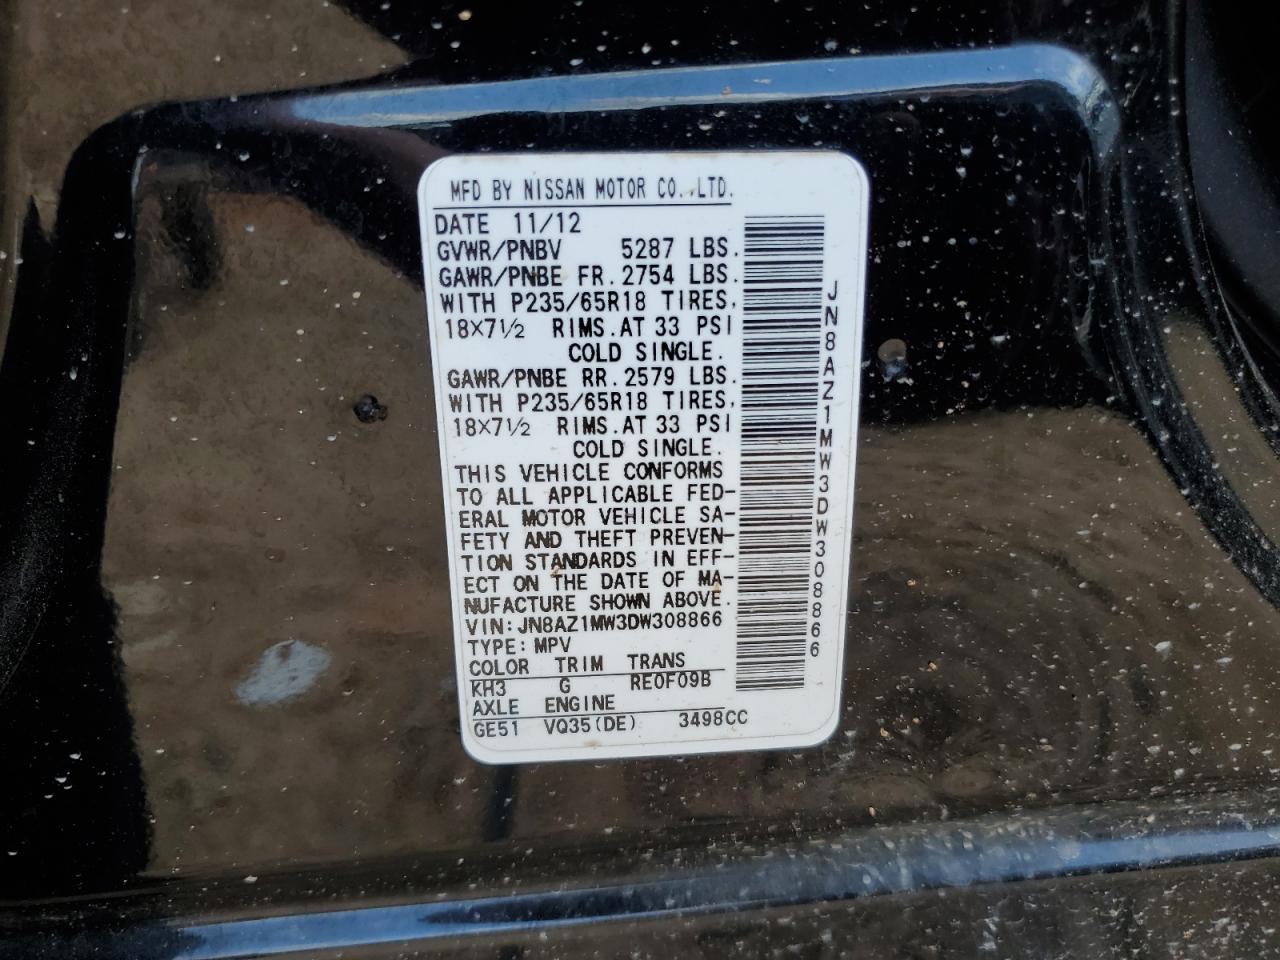 MFD BY NISSAN MOTOR CO.,LTD.
DATE 11/12
GVWR/PNBV 5287 LBS.
GAWR/PNBE FR.2754 LBS.
WITH P235/65R18 TIRES,
18×7½ RIMS.AT 33 PSI
COLD SINGLE.
GAWR/PNBE RR.2579 LBS.
WITH P235/65R18 TIRES,
18×7½ RIMS.AT 33 PSI
COLD SINGLE.
THIS VEHICLE CONFORMS
TO ALL APPLICABLE FED-
ERAL MOTOR VEHICLE SA-
FETY AND THEFT PREVEN-
TION STANDARDS IN EFF-
ECT ON THE DATE OF MA-
NUFACTURE SHOWN ABOVE.
VIN:JN8AZ1MW3DW308866
TYPE:MPV
COLOR TRIM TRANS
KH3 G RE0F09B
AXLE ENGINE
GE51 VQ35(DE) 3498CC
JN8AZ1MW3DW308866